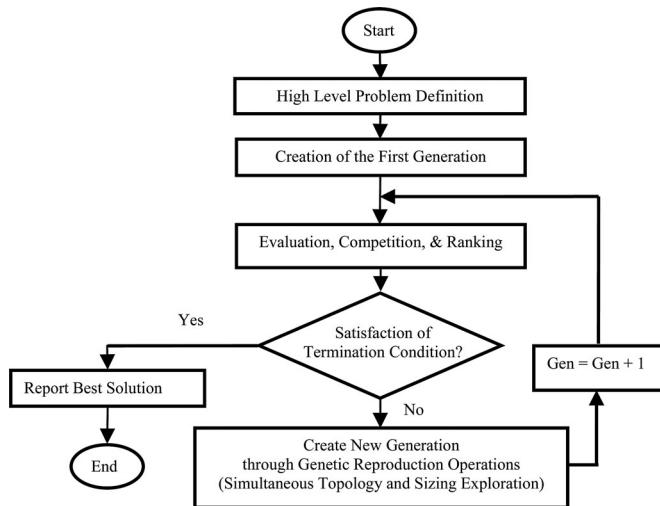 Start
High Level Problem Definition
Creation of the First Generation
Evaluation, Competition, & Ranking
Satisfaction of
Termination Condition?
Yes
Report Best Solution
End
No
Create New Generation
through Genetic Reproduction Operations
(Simultaneous Topology and Sizing Exploration)
Gen = Gen + 1